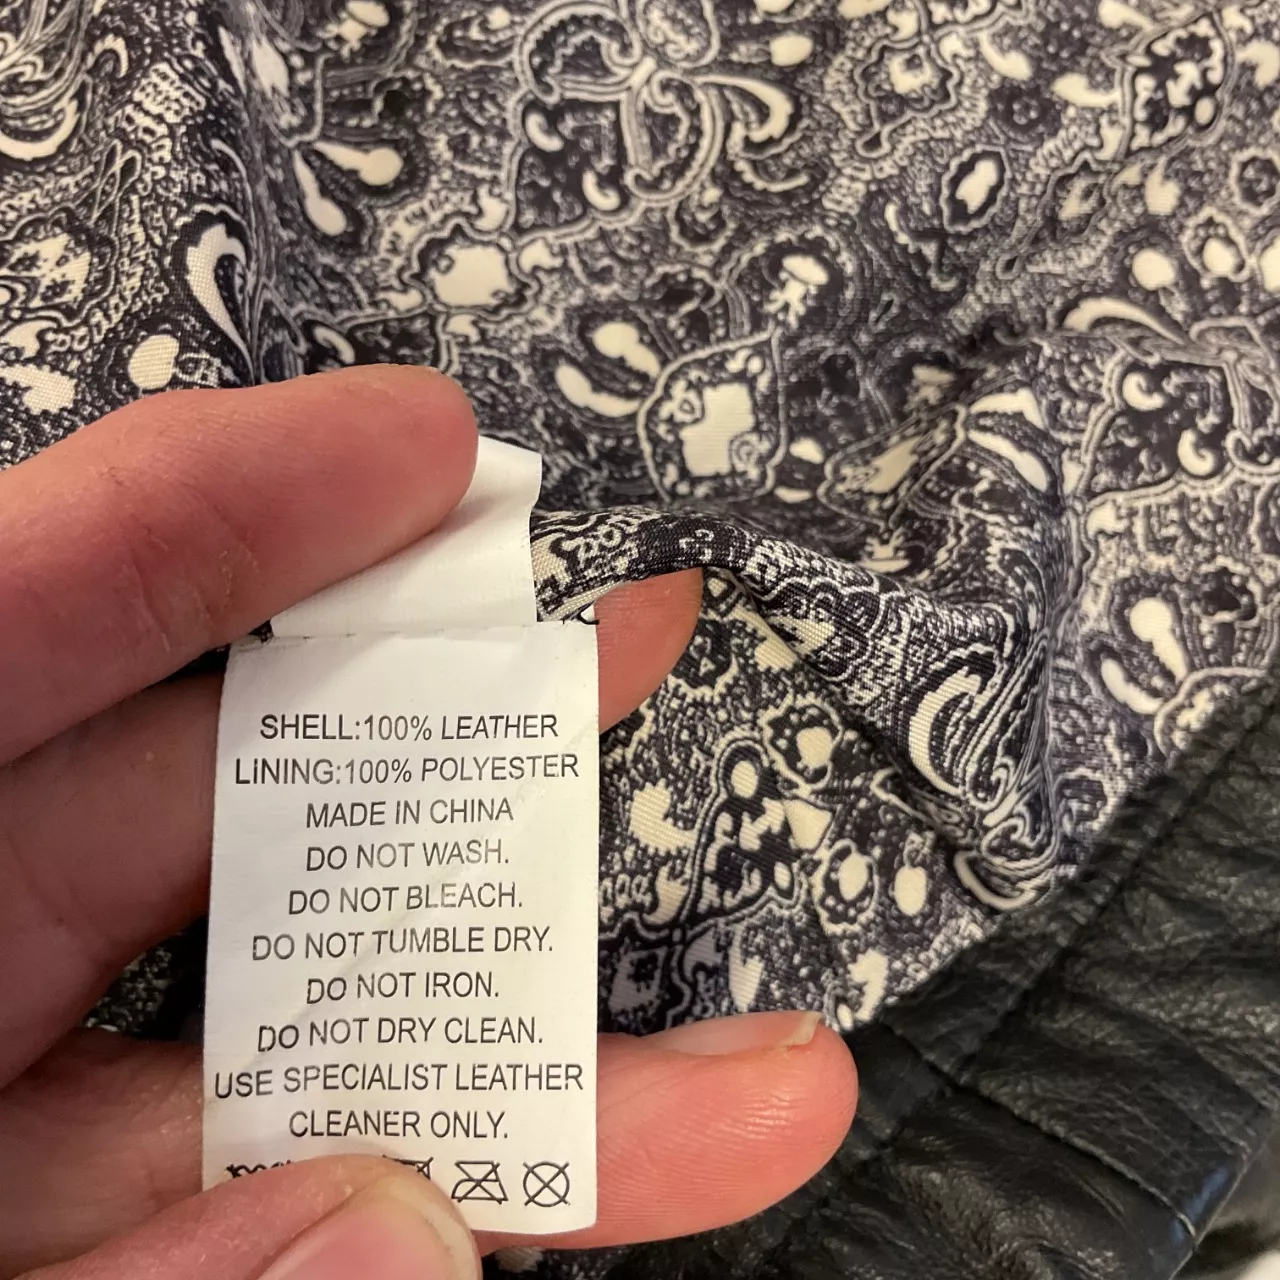 SHELL:100% LEATHER
LINING:100% POLYESTER
MADE IN CHINA
DO NOT WASH.
DO NOT BLEACH.
DO NOT TUMBLE DRY.
DO NOT IRON.
DO NOT DRY CLEAN.
USE SPECIALIST LEATHER
CLEANER ONLY.